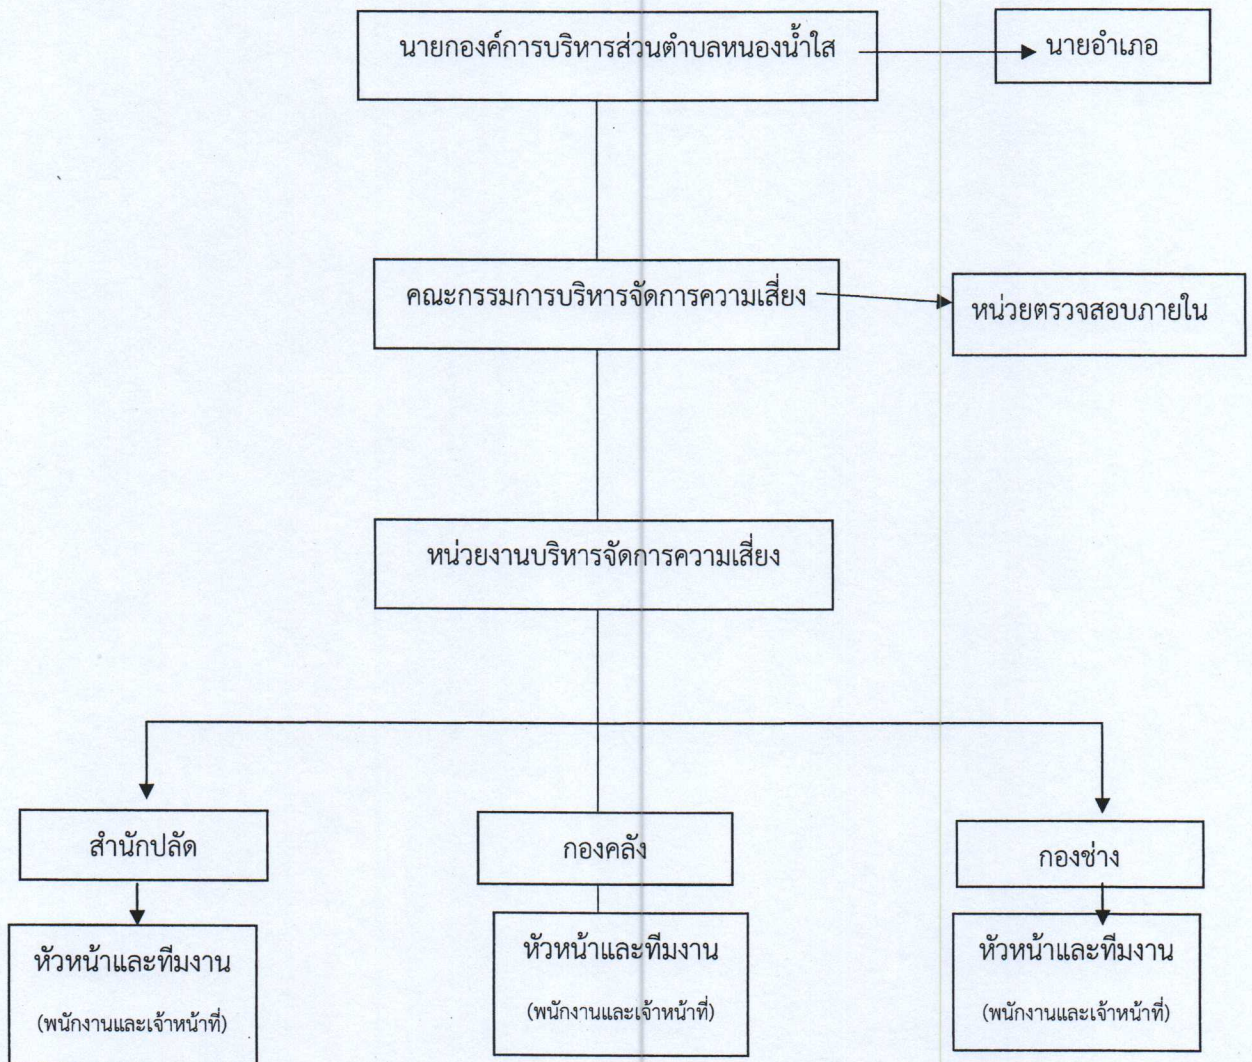 นายกองค์การบริหารส่วนตำบลหนองน้ำใส
นายอำเภอ
คณะกรรมการบริหารจัดการความเสี่ยง
หน่วยตรวจสอบภายใน
หน่วยงานบริหารจัดการความเสี่ยง
สำนักปลัด
กองคลัง
กองช่าง
หัวหน้าและทีมงาน
(พนักงานและเจ้าหน้าที่)
หัวหน้าและทีมงาน
(พนักงานและเจ้าหน้าที่)
หัวหน้าและทีมงาน
(พนักงานและเจ้าหน้าที่)